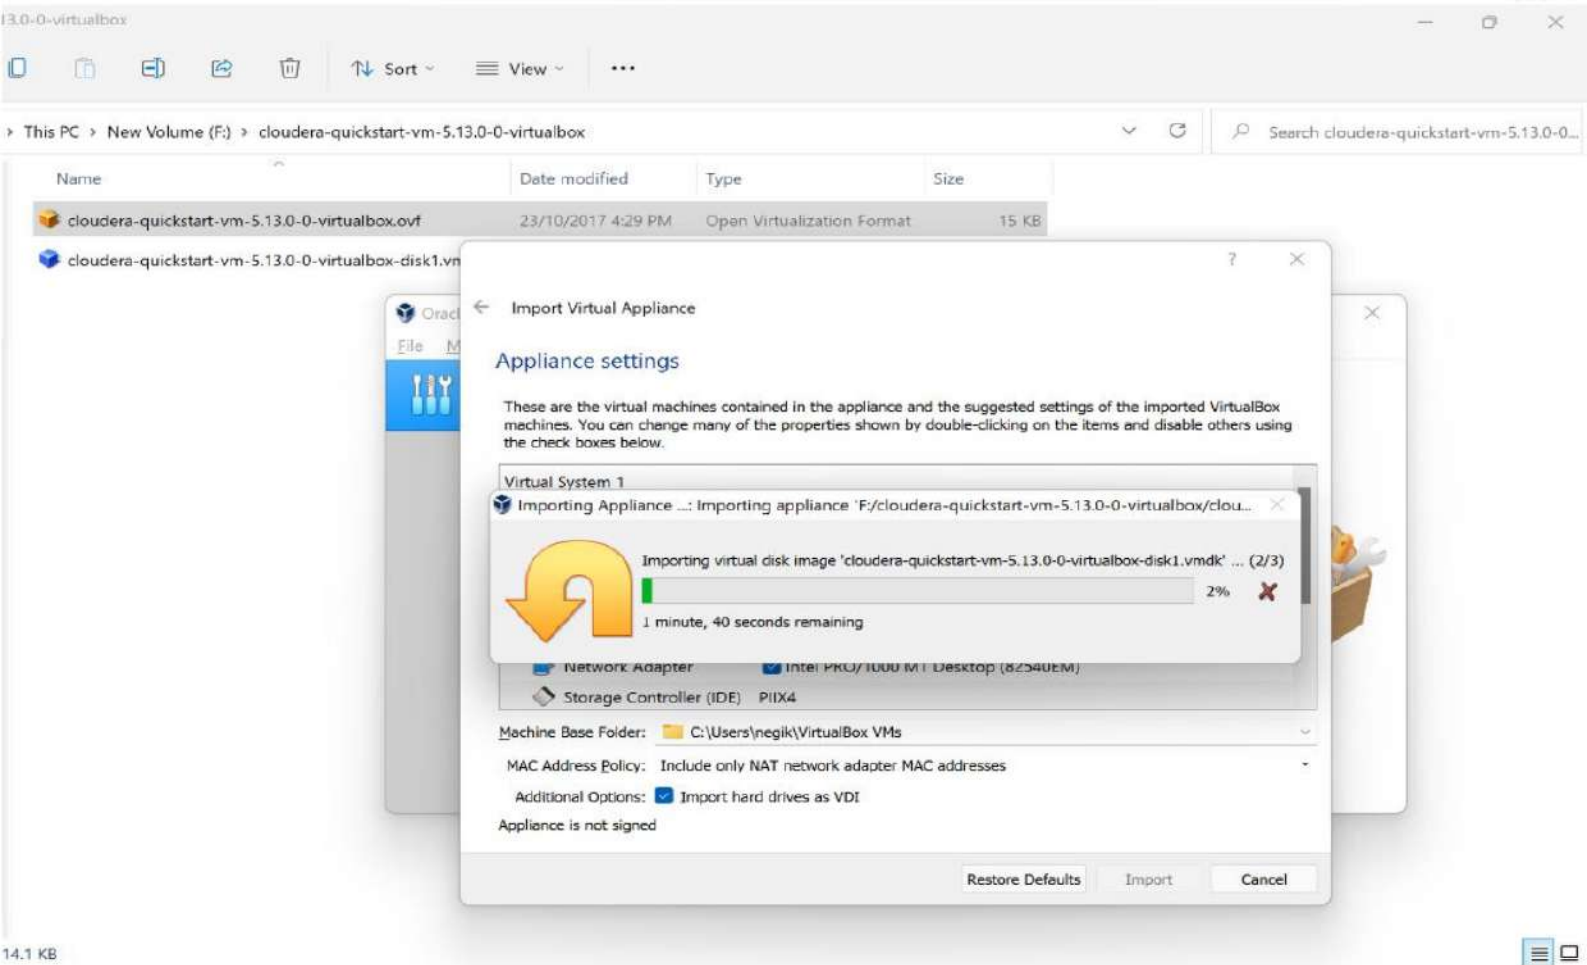 13.0-0-virtualbox
Sort
View
This PC > New Volume (F:) > cloudera-quickstart-vm-5.13.0-0-virtualbox
Search cloudera-quickstart-vm-5.13.0-0...
Name Date modified Type Size
cloudera-quickstart-vm-5.13.0-0-virtualbox.ovf 23/10/2017 4:29 PM Open Virtualization Format 15 KB
cloudera-quickstart-vm-5.13.0-0-virtualbox-disk1.vm
?
Oracl
Import Virtual Appliance
File M
Appliance settings
These are the virtual machines contained in the appliance and the suggested settings of the imported VirtualBox
machines. You can change many of the properties shown by double-clicking on the items and disable others using
the check boxes below.
Virtual System 1
Importing Appliance ...: Importing appliance 'F:/cloudera-quickstart-vm-5.13.0-0-virtualbox/clou...
Importing virtual disk image 'cloudera-quickstart-vm-5.13.0-0-virtualbox-disk1.vmdk' ... (2/3)
2%
1 minute, 40 seconds remaining
Network Adapter Intel PRO/1000 MT Desktop (82540EM)
Storage Controller (IDE) PIIX4
Machine Base Folder: C:\Users\negik\VirtualBox VMs
MAC Address Policy: Include only NAT network adapter MAC addresses
Additional Options: Import hard drives as VDI
Appliance is not signed
Restore Defaults Import Cancel
14.1 KB